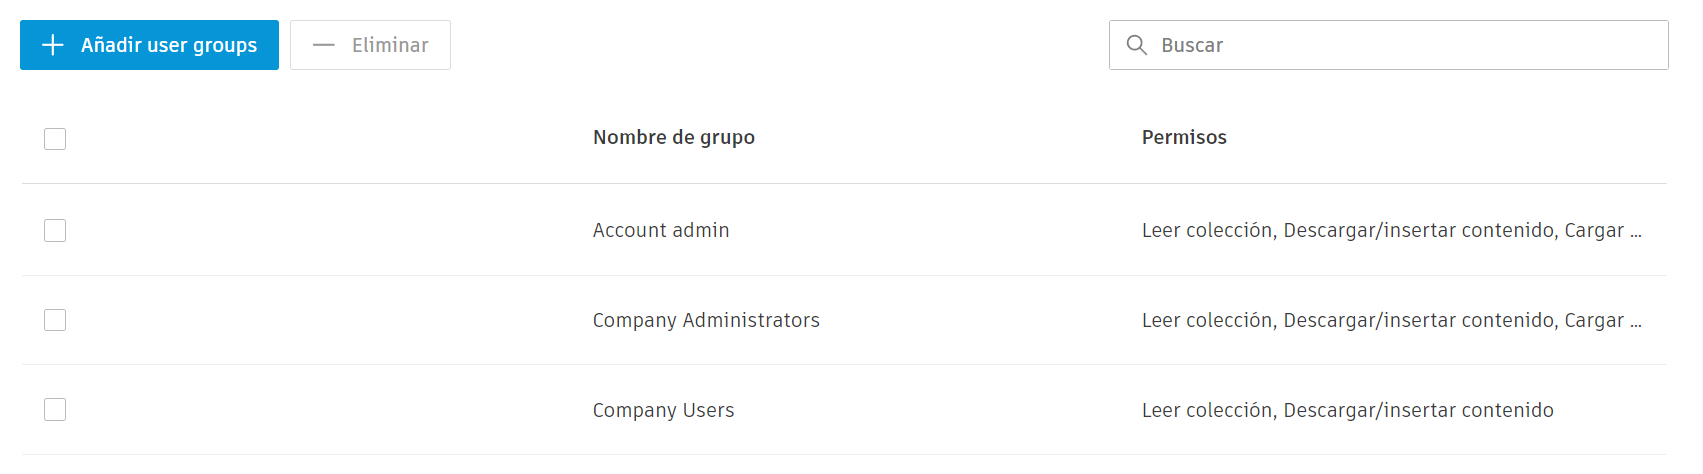 Añadir user groups
Eliminar
Buscar
Nombre de grupo
Permisos
Account admin
Leer colección, Descargar/insertar contenido, Cargar ...
Company Administrators
Leer colección, Descargar/insertar contenido, Cargar ...
Company Users
Leer colección, Descargar/insertar contenido